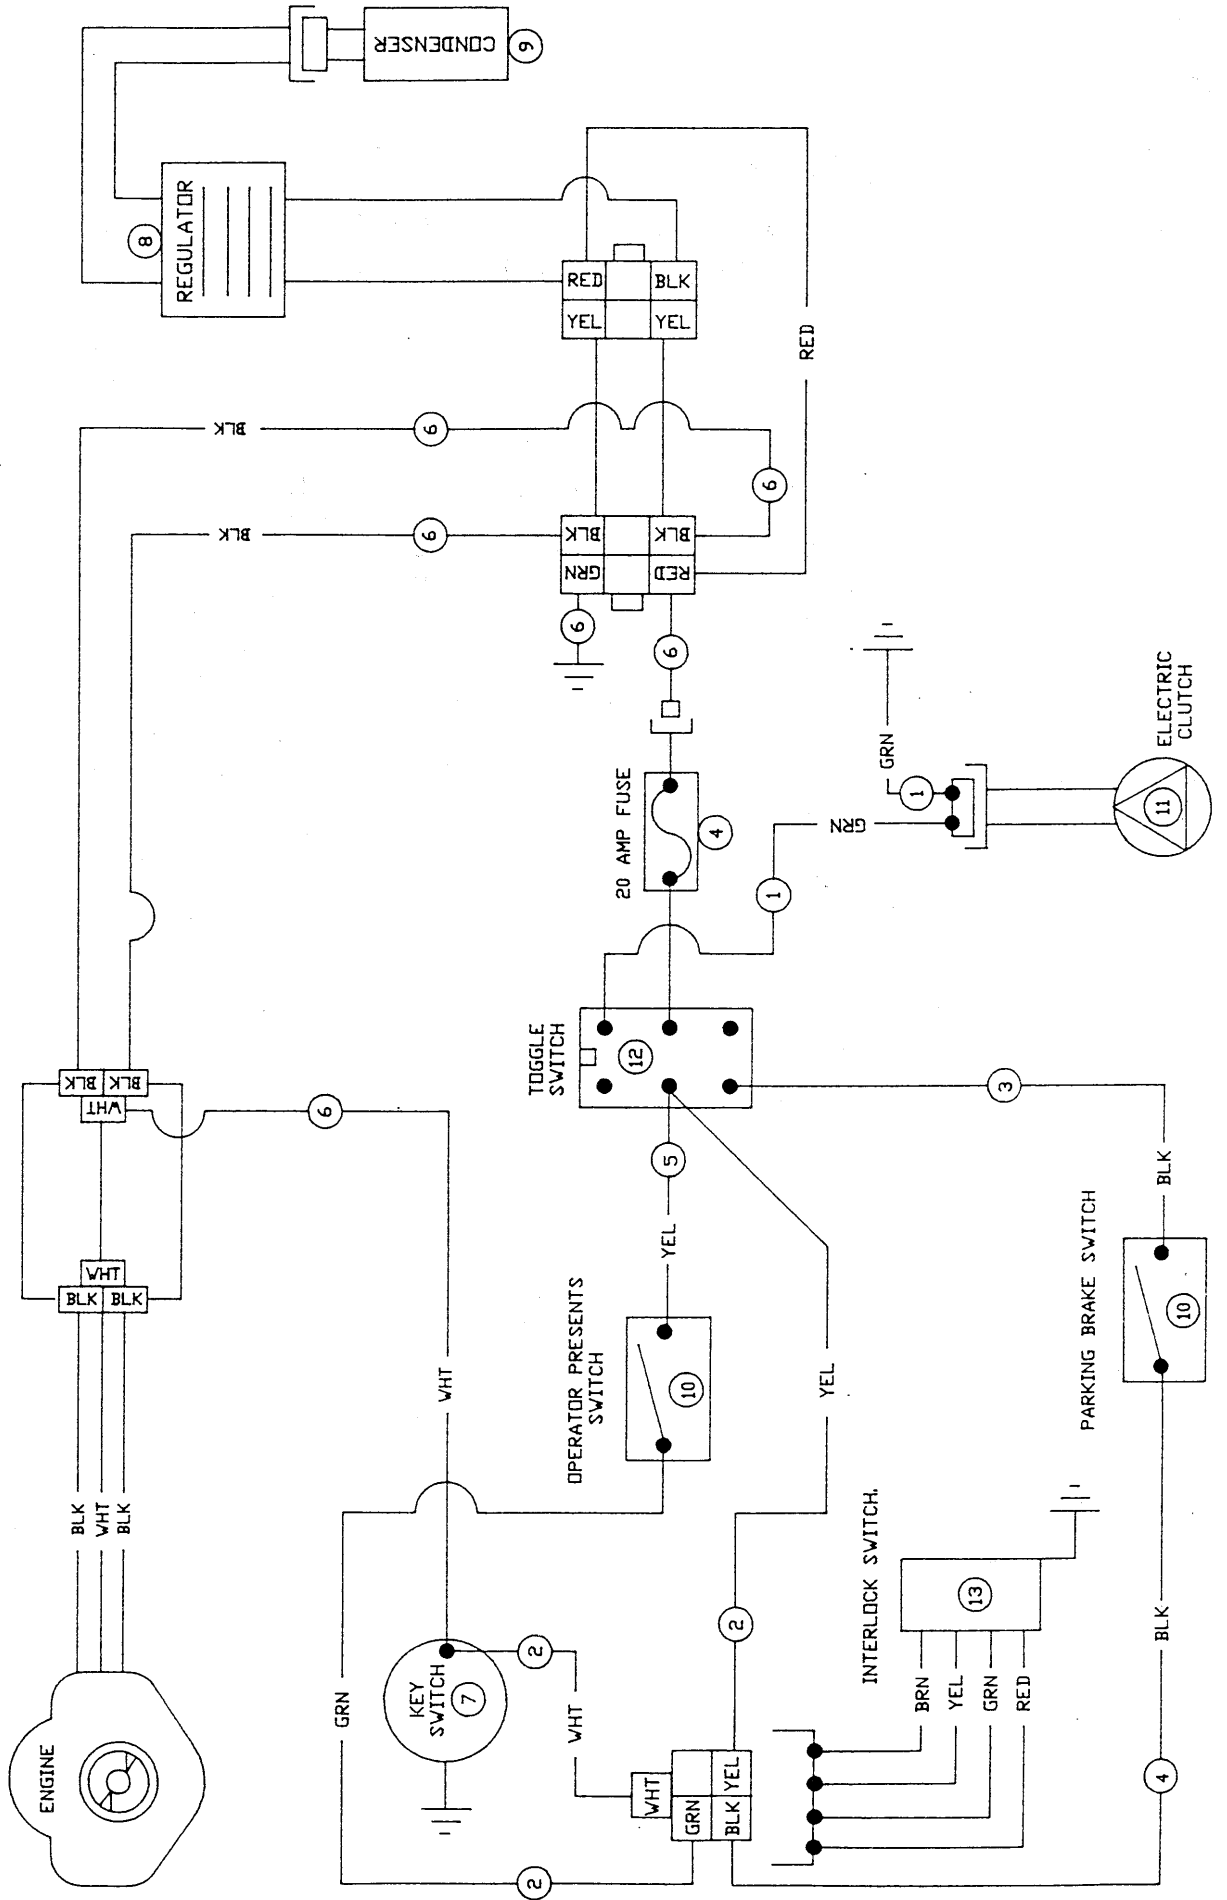 CONDENSER
9
REGULATOR
8
RED
BLK
YEL
YEL
RED
BLK
6
6
BLK
6
BLK
BLK
GRN
RED
6
6
20 AMP FUSE
4
GRN
1
ELECTRIC
CLUTCH
11
GRN
1
TOGGLE
SWITCH
12
BLK
BLK
WHT
6
3
5
YEL
BLK
WHT
BLK
BLK
OPERATOR PRESENTS
SWITCH
10
WHT
YEL
PARKING BRAKE SWITCH
10
BLK
WHT
BLK
INTERLOCK SWITCH.
13
BRN
YEL
GRN
RED
BLK
2
2
WHT
GRN
KEY
SWITCH
7
ENGINE
WHT
GRN
BLK
YEL
4
2